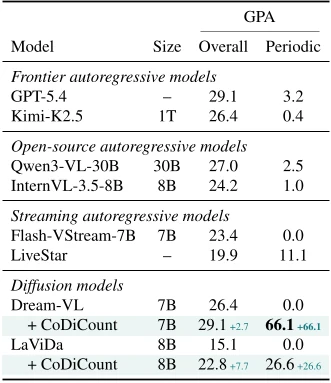 GPA
Model Size Overall Periodic
Frontier autoregressive models
GPT-5.4 – 29.1 3.2
Kimi-K2.5 1T 26.4 0.4
Open-source autoregressive models
Qwen3-VL-30B 30B 27.0 2.5
InternVL-3.5-8B 8B 24.2 1.0
Streaming autoregressive models
Flash-VStream-7B 7B 23.4 0.0
LiveStar – 19.9 11.1
Diffusion models
Dream-VL 7B 26.4 0.0
+ CoDiCount 7B 29.1 +2.7 66.1 +66.1
LaViDa 8B 15.1 0.0
+ CoDiCount 8B 22.8 +7.7 26.6 +26.6